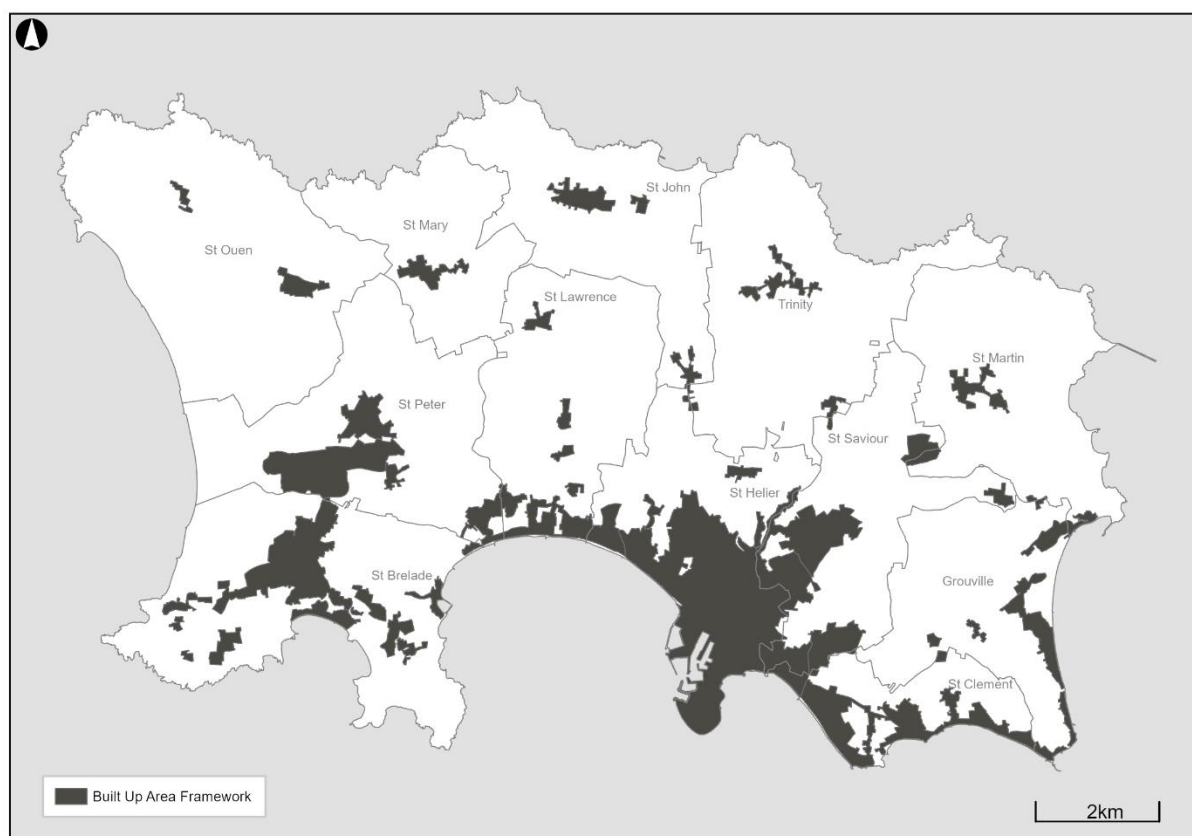 St John
St Mary
St Ouen
St Lawrence
Trinity
St Martin
St Peter
St Saviour
St Helier
St Brelade
Grouville
St Clement
Built Up Area Framework
2km